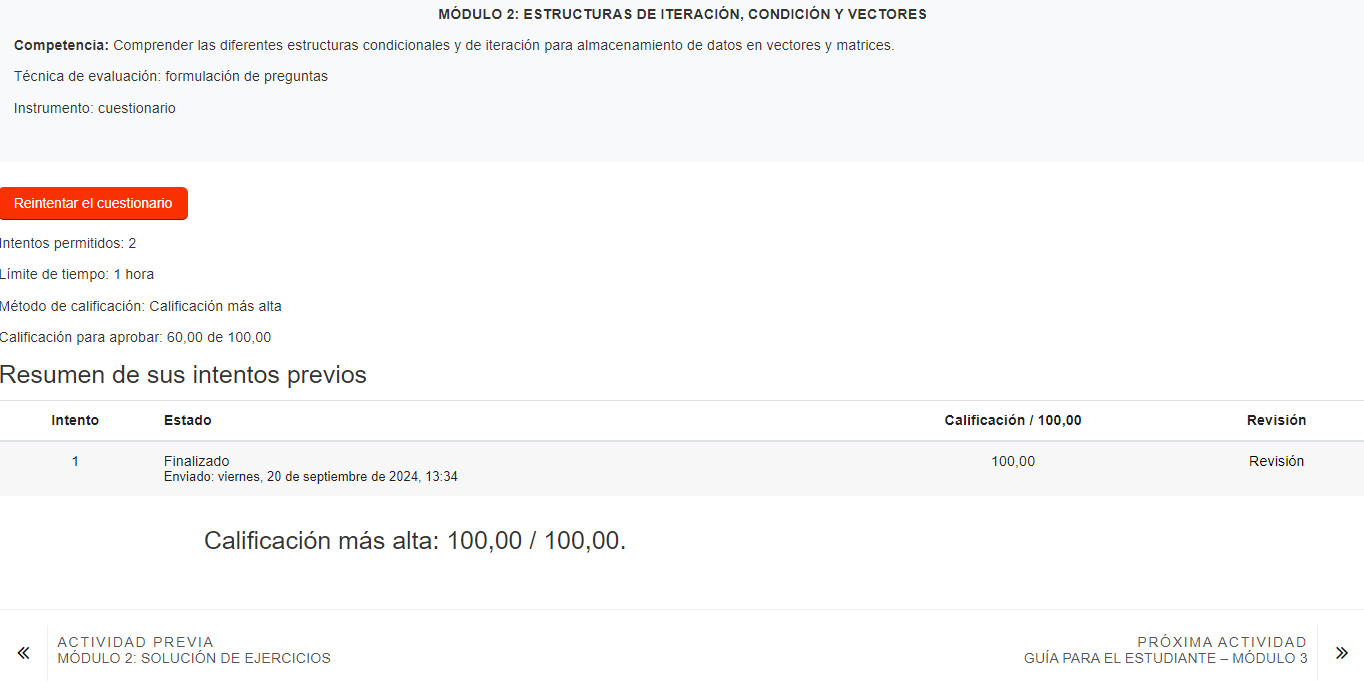 MÓDULO 2: ESTRUCTURAS DE ITERACIÓN, CONDICIÓN Y VECTORES
Competencia: Comprender las diferentes estructuras condicionales y de iteración para almacenamiento de datos en vectores y matrices.
Técnica de evaluación: formulación de preguntas
Instrumento: cuestionario
Reintentar el cuestionario
Intentos permitidos: 2
Límite de tiempo: 1 hora
Método de calificación: Calificación más alta
Calificación para aprobar: 60,00 de 100,00
Resumen de sus intentos previos
Intento Estado Calificación / 100,00 Revisión
1 Finalizado 100,00 Revisión
Enviado: viernes, 20 de septiembre de 2024, 13:34
Calificación más alta: 100,00 / 100,00.
« ACTIVIDAD PREVIA
MÓDULO 2: SOLUCIÓN DE EJERCICIOS
PRÓXIMA ACTIVIDAD »
GUÍA PARA EL ESTUDIANTE – MÓDULO 3